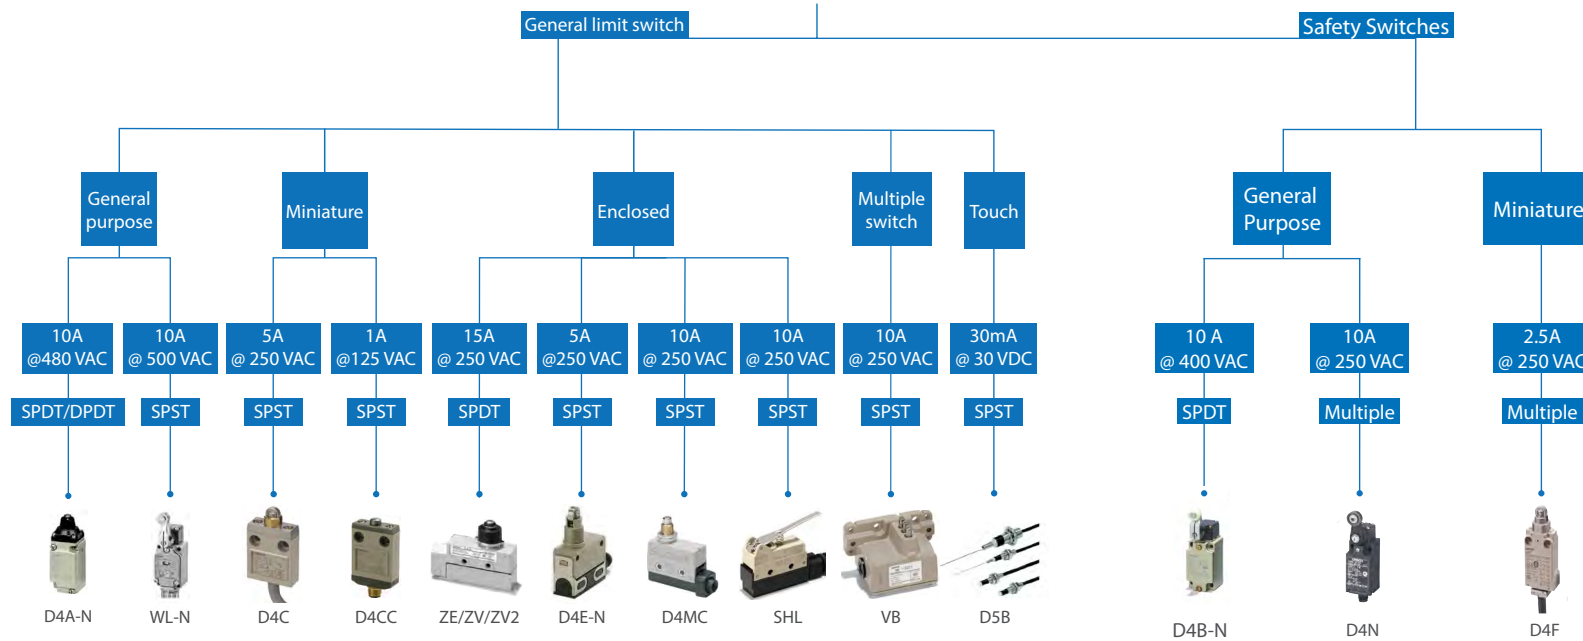 General limit switch
Safety Switches
General
purpose
Miniature
Enclosed
Multiple
switch
Touch
General
Purpose
Miniature
10A
@480 VAC
10A
@ 500 VAC
5A
@ 250 VAC
1A
@125 VAC
15A
@ 250 VAC
5A
@250 VAC
10A
@ 250 VAC
10A
@ 250 VAC
10A
@ 250 VAC
30mA
@ 30 VDC
10 A
@ 400 VAC
10A
@ 250 VAC
2.5A
@ 250 VAC
SPDT/DPDT
SPST
SPST
SPST
SPDT
SPST
SPST
SPST
SPST
SPST
SPDT
Multiple
Multiple
D4A-N
WL-N
D4C
D4CC
ZE/ZV/ZV2
D4E-N
D4MC
SHL
VB
D5B
D4B-N
D4N
D4F